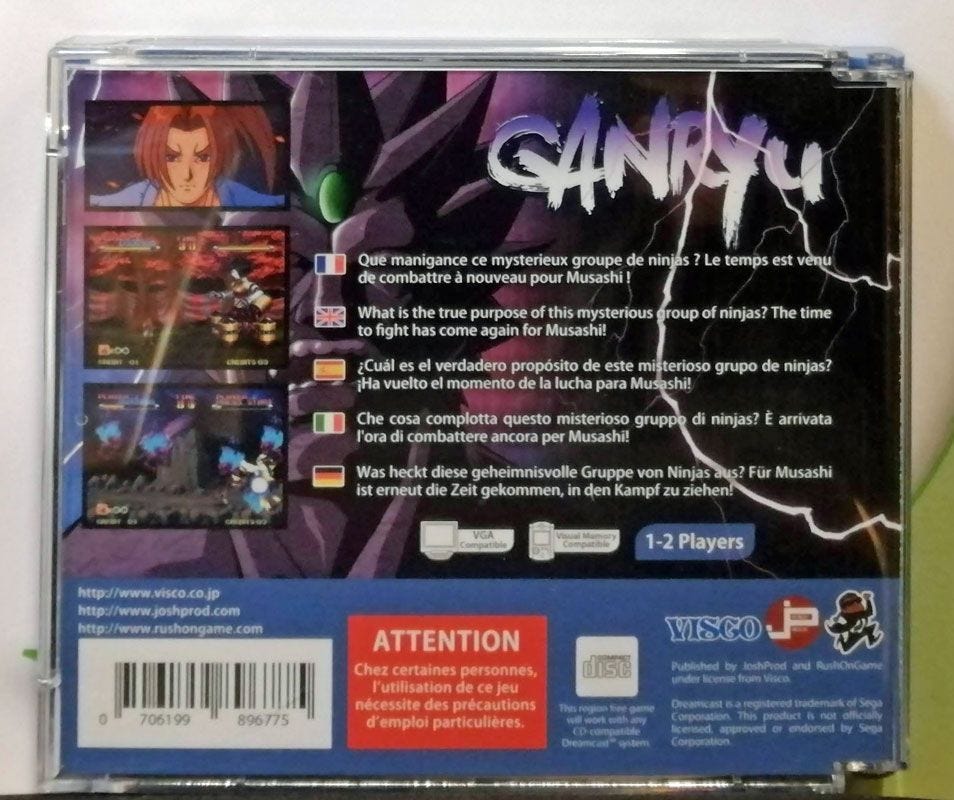 GANRYu
Que manigance ce mysterieux groupe de ninjas ? Le temps est venu
de combattre à nouveau pour Musashi !
What is the true purpose of this mysterious group of ninjas? The time
to fight has come again for Musashi!
¿Cuál es el verdadero propósito de este misterioso grupo de ninjas?
¡Ha vuelto el momento de la lucha para Musashi!
Che cosa complotta questo misterioso gruppo di ninjas? È arrivata
l'ora di combattere ancora per Musashi!
Was heckt diese geheimnisvolle Gruppe von Ninjas aus? Für Musashi
ist erneut die Zeit gekommen, in den Kampf zu ziehen!
VGA
Compatible
Visual Memory
Compatible
1-2 Players
http://www.visco.co.jp
http://www.joshprod.com
http://www.rushongame.com
0 706199 896775
ATTENTION
Chez certaines personnes,
l'utilisation de ce jeu
nécessite des précautions
d'emploi particulières.
COMPACT
disc
This region free game
will work with any
CD-compatible
Dreamcast™ system.
VISCO
JP
Published by JoshProd and RushOnGame
under license from Visco.
Dreamcast is a registered trademark of Sega
Corporation. This product is not officially
licensed, approved or endorsed by Sega
Corporation.